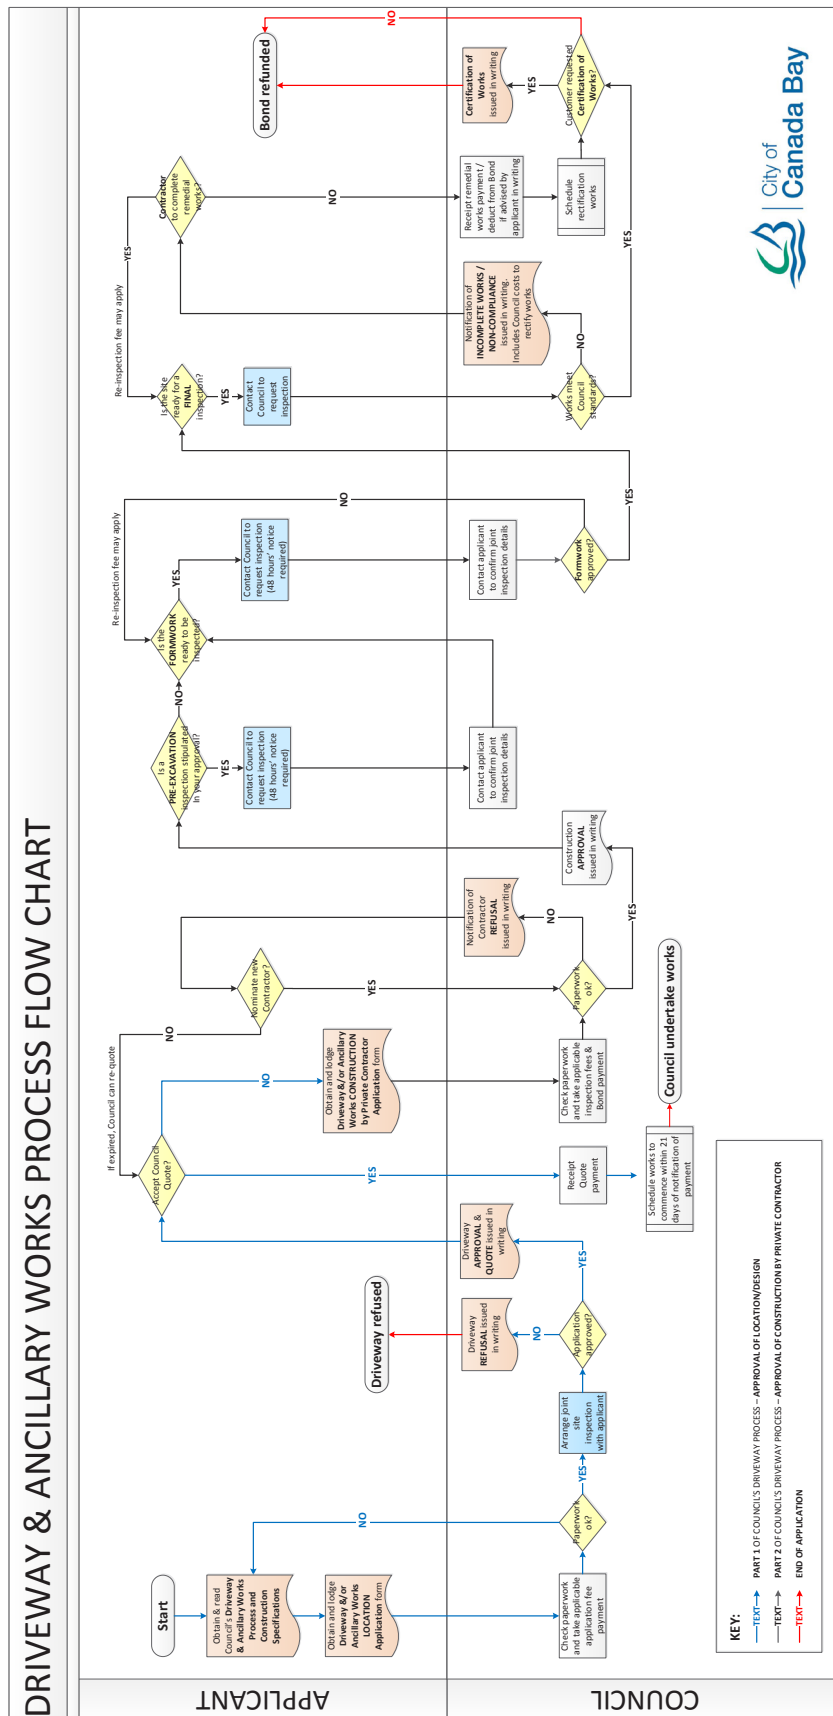 DRIVEWAY & ANCILLARY WORKS PROCESS FLOW CHART
APPLICANT
COUNCIL
Start
Obtain & read
Council's Driveway
& Ancillary Works
Process and
Construction
Specifications
Obtain and lodge
Driveway &/or
Ancillary Works
LOCATION
Application form
Check paperwork
and take applicable
application fee
payment
Paperwork
ok?
NO
YES
Arrange joint
site
inspection
with applicant
Application
approved?
NO
Driveway
REFUSAL issued
in writing
Driveway refused
YES
Driveway
APPROVAL &
QUOTE issued in
writing
If expired, Council can re-quote
Accept Council
Quote?
YES
Receipt
Quote
payment
Schedule works to
commence within 21
days of notification of
payment
Council undertake works
NO
Obtain and lodge
Driveway &/or Ancillary
Works CONSTRUCTION
by Private Contractor
Application form
Check paperwork
and take applicable
inspection fees &
Bond payment
NO
Nominate new
Contractor?
YES
Paperwork
ok?
NO
Notification of
Contractor
REFUSAL
issued in writing
YES
Construction
APPROVAL
issued in writing
Is a
PRE-EXCAVATION
inspection stipulated
In your approval?
YES
Contact Council to
request inspection
(48 hours' notice
required)
Contact applicant
to confirm joint
inspection details
NO
Is the
FORMWORK
ready to be
inspected?
Re-inspection fee may apply
YES
Contact Council to
request inspection
(48 hours' notice
required)
Contact applicant
to confirm joint
inspection details
Formwork
approved?
NO
YES
Is the site
ready for a
FINAL
inspection?
YES
Contact
Council to
request
inspection
Works meet
Council
standards?
NO
Notification of
INCOMPLETE WORKS /
NON-COMPLIANCE
issued in writing.
Includes Council costs to
rectify works
Re-inspection fee may apply
YES
Contractor
to complete
remedial
works?
NO
Receipt remedial
works payment /
deduct from Bond
if advised by
applicant in writing
Schedule
rectification
works
YES
Customer requested
Certification of
Works?
YES
Certification of
Works
issued in writing
NO
Bond refunded
KEY:
TEXT PART 1 OF COUNCIL'S DRIVEWAY PROCESS – APPROVAL OF LOCATION/DESIGN
TEXT PART 2 OF COUNCIL'S DRIVEWAY PROCESS – APPROVAL OF CONSTRUCTION BY PRIVATE CONTRACTOR
TEXT END OF APPLICATION
City of
Canada Bay